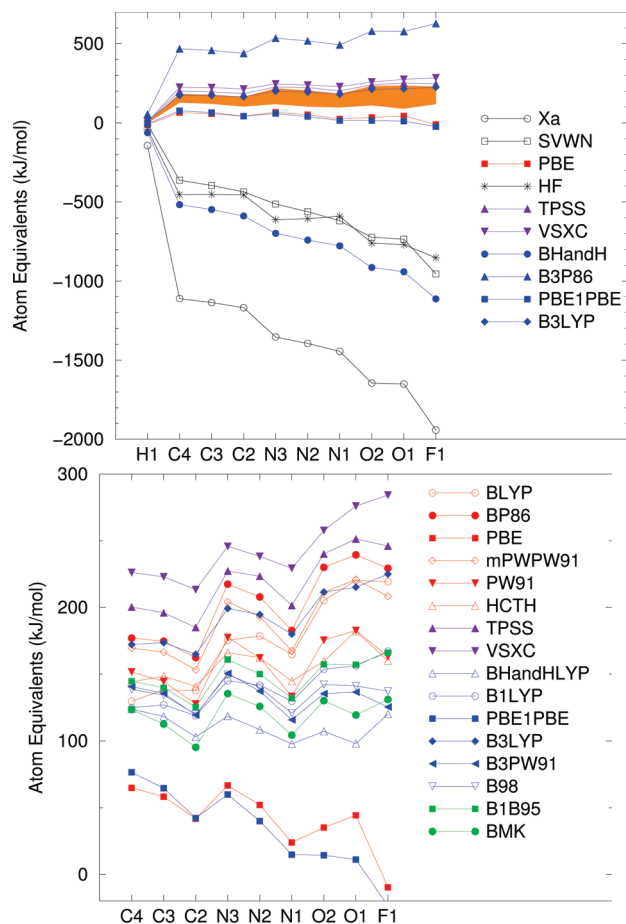 500
0
−500
−1000
−1500
−2000
Atom Equivalents (kJ/mol)
H1 C4 C3 C2 N3 N2 N1 O2 O1 F1
Xa
SVWN
PBE
HF
TPSS
VSXC
BHandH
B3P86
PBE1PBE
B3LYP
300
200
100
0
Atom Equivalents (kJ/mol)
C4 C3 C2 N3 N2 N1 O2 O1 F1
BLYP
BP86
PBE
mPWPW91
PW91
HCTH
TPSS
VSXC
BHandHLYP
B1LYP
PBE1PBE
B3LYP
B3PW91
B98
B1B95
BMK